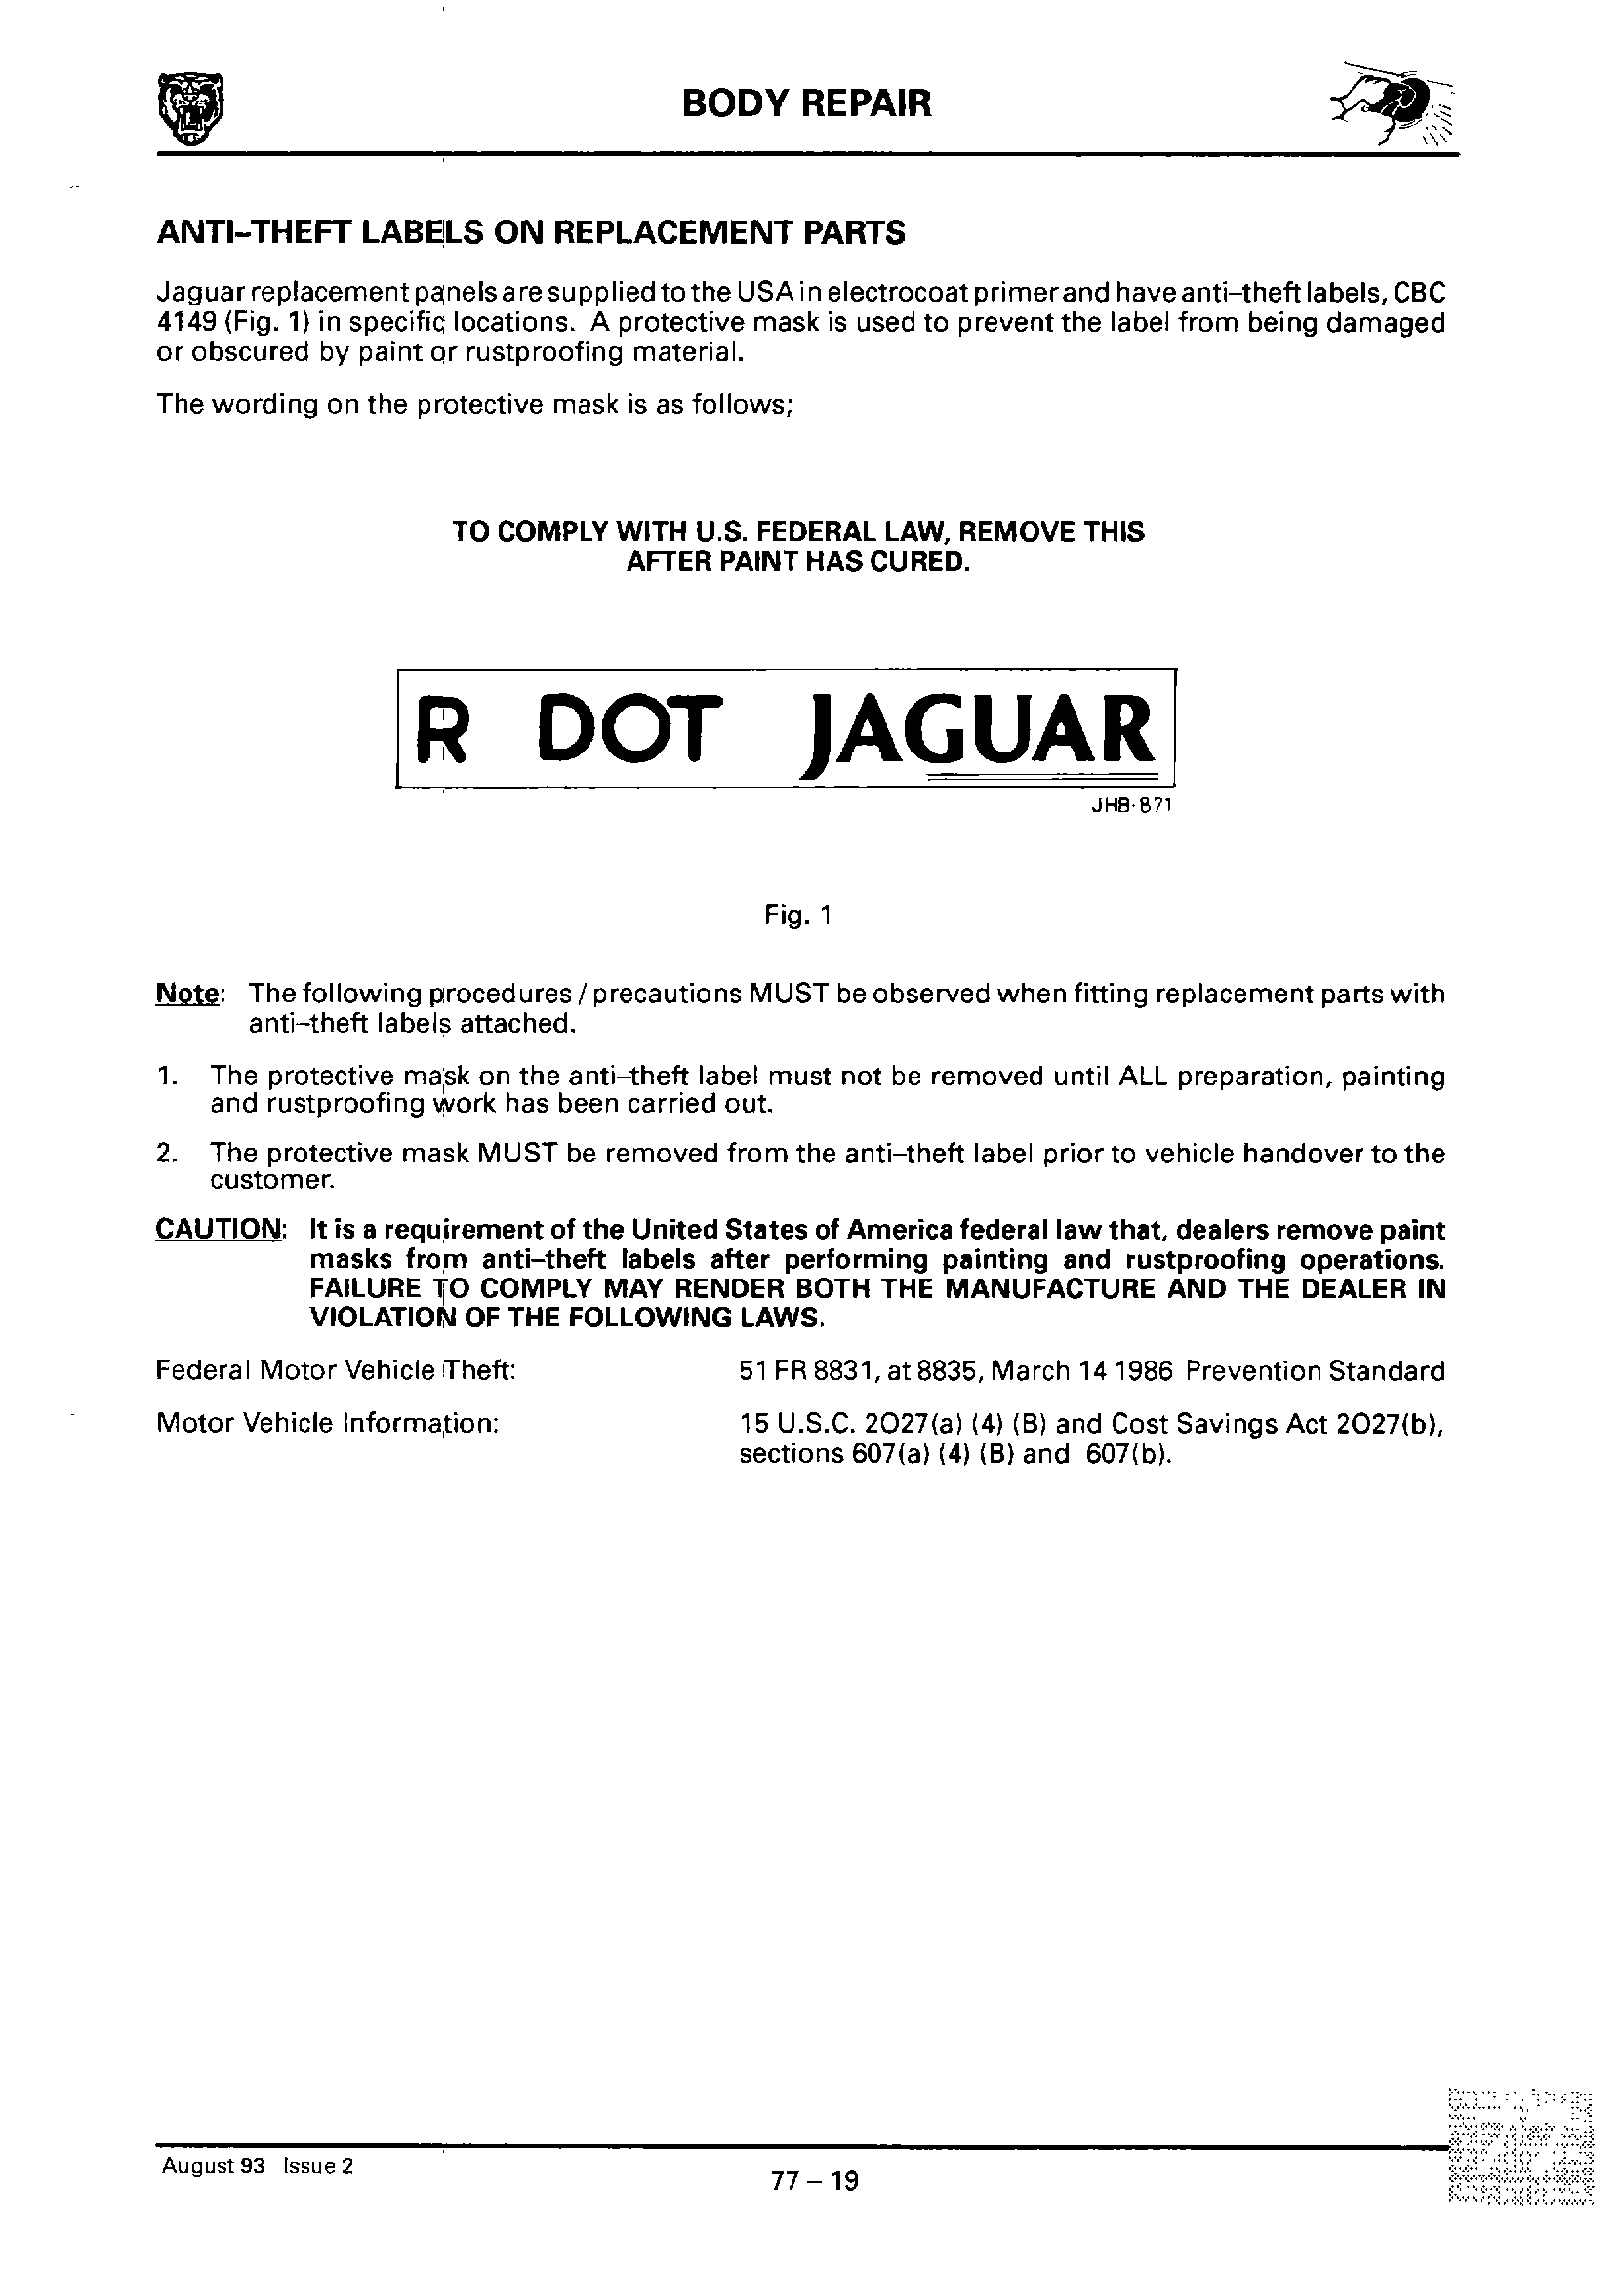 BODY REPAIR
ANTI-THEFT LABELS ON REPLACEMENT PARTS
Jaguar replacement panels are supplied to the USA in electrocoat primer and have anti-theft labels, CBC
4149 (Fig. 1) in specific locations. A protective mask is used to prevent the label from being damaged
or obscured by paint or rustproofing material.
The wording on the protective mask is as follows;
TO COMPLY WITH U.S. FEDERAL LAW, REMOVE THIS
AFTER PAINT HAS CURED.
R DOT JAGUAR
JH8·871
Fig. 1
Note: The following procedures / precautions MUST be observed when fitting replacement parts with
anti-theft labels attached.
1. The protective mask on the anti-theft label must not be removed until ALL preparation, painting
and rustproofing work has been carried out.
2. The protective mask MUST be removed from the anti-theft label prior to vehicle handover to the
customer.
CAUTION: It is a requirement of the United States of America federal law that, dealers remove paint
masks from anti-theft labels after performing painting and rustproofing operations.
FAILURE TO COMPLY MAY RENDER BOTH THE MANUFACTURE AND THE DEALER IN
VIOLATION OF THE FOLLOWING LAWS.
Federal Motor Vehicle Theft: 51 FR 8831, at 8835, March 14 1986 Prevention Standard
Motor Vehicle Information: 15 U.S.C. 2027(a) (4) (B) and Cost Savings Act 2027(b),
sections 607(a) (4) (B) and 607(b).
August 93 Issue 2
77 – 19